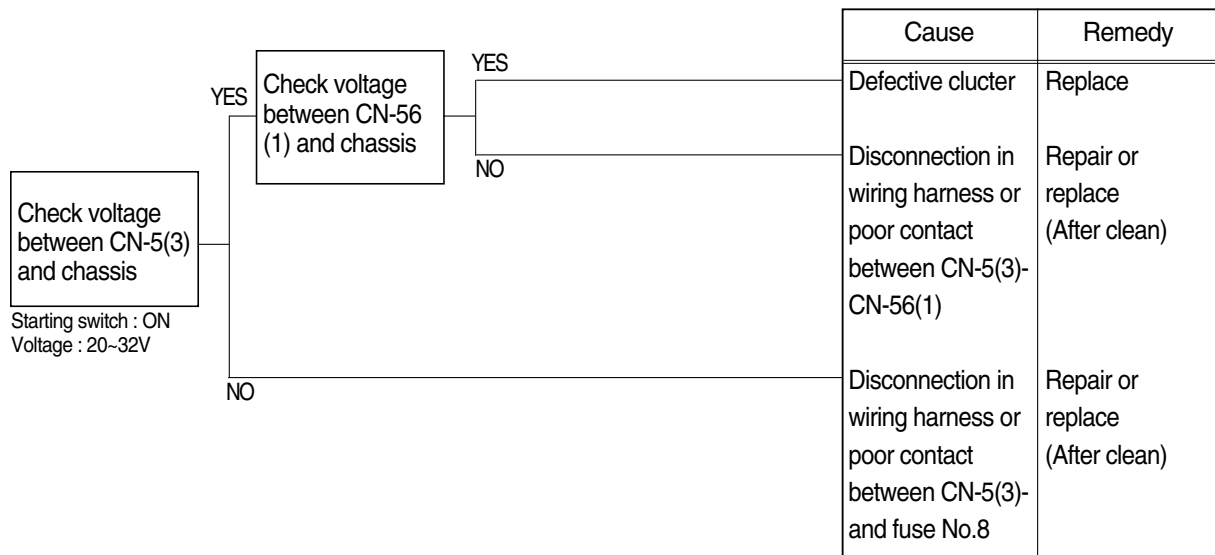 Cause
Remedy
YES
Check voltage
between CN-56
(1) and chassis
YES
NO
Defective clucter
Replace
Disconnection in
wiring harness or
poor contact
between CN-5(3)-
CN-56(1)
Repair or
replace
(After clean)
Check voltage
between CN-5(3)
and chassis
Starting switch : ON
Voltage : 20~32V
NO
Disconnection in
wiring harness or
poor contact
between CN-5(3)-
and fuse No.8
Repair or
replace
(After clean)